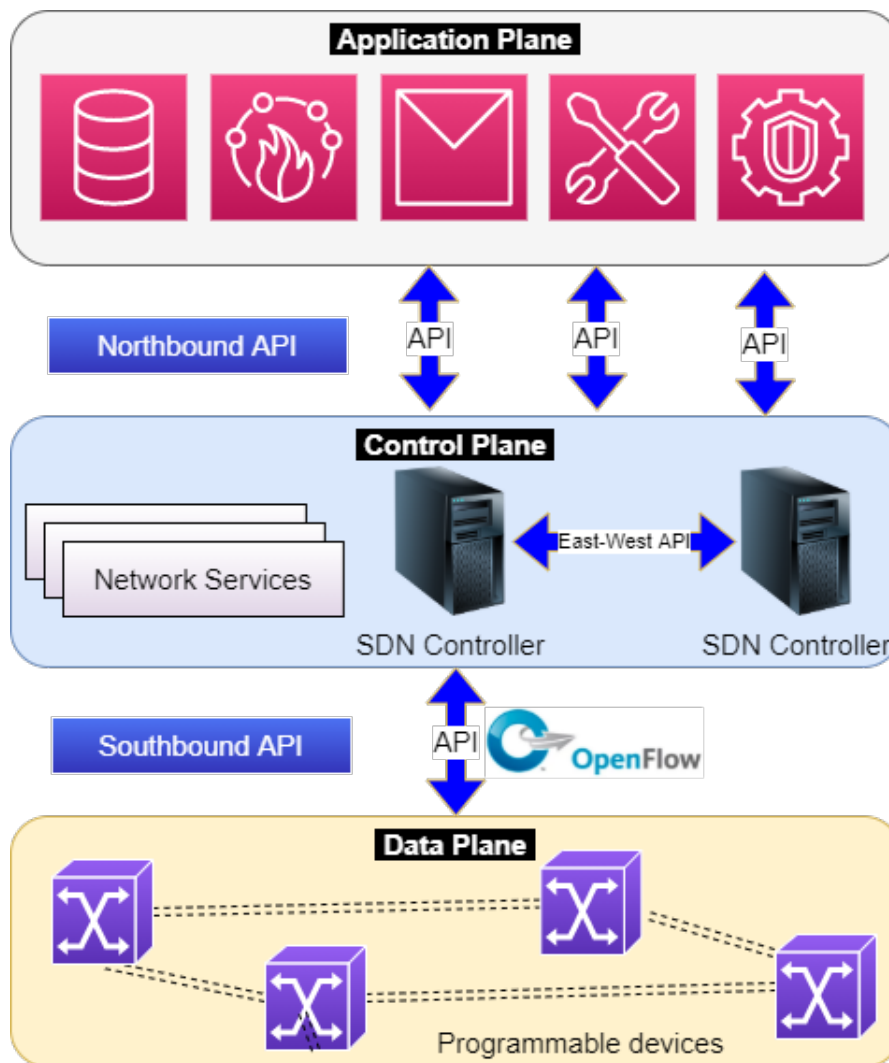 Application Plane
Northbound API
API
API
API
Control Plane
Network Services
East-West API
SDN Controller
SDN Controller
Southbound API
API
OpenFlow
Data Plane
Programmable devices